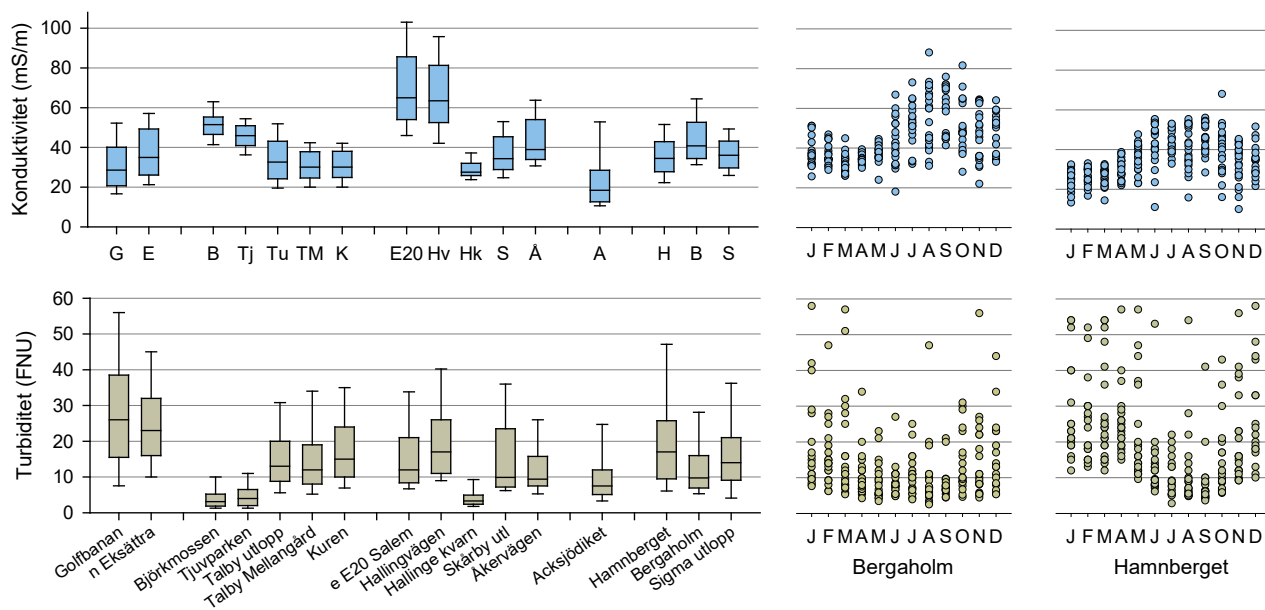 Konduktivitet (mS/m)
100
80
60
40
20
0
G E B Tj Tu TM K E20 Hv Hk S Å A H B S
J F M A M J J A S O N D
J F M A M J J A S O N D
Turbiditet (FNU)
60
50
40
30
20
10
0
Golfbanan
n Eksättra
Björkmossen
Tjuvparken
Talby utlopp
Talby Mellangård
Kuren
e E20 Salem
Hallingvägen
Hallinge kvarn
Skårby utl
Åkervägen
Acksjödiket
Hamnberget
Bergaholm
Sigma utlopp
J F M A M J J A S O N D
Bergaholm
J F M A M J J A S O N D
Hamnberget